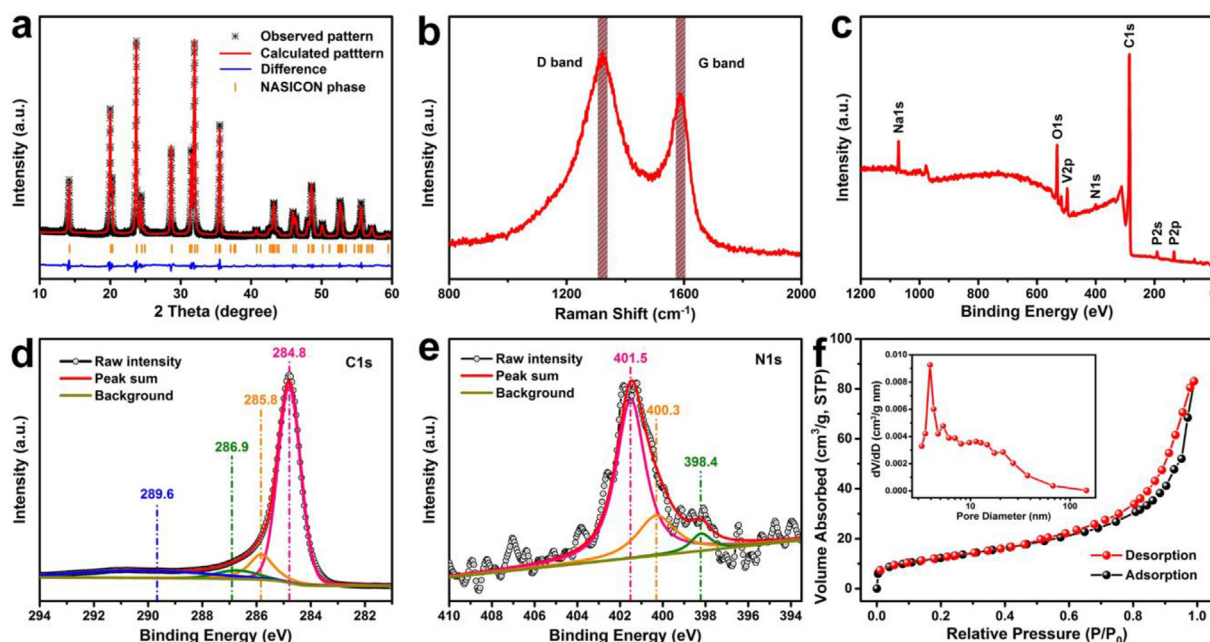 a
Observed pattern
Calculated patttern
Difference
NASICON phase
Intensity (a.u.)
10 20 30 40 50 60
2 Theta (degree)
b
D band
G band
Intensity (a.u.)
800 1200 1600 2000
Raman Shift (cm⁻¹)
c
Na1s
O1s
V2p
N1s
C1s
P2s
P2p
Intensity (a.u.)
1200 1000 800 600 400 200
Binding Energy (eV)
d
Raw intensity
Peak sum
Background
C1s
284.8
285.8
286.9
289.6
Intensity (a.u.)
294 292 290 288 286 284 282
Binding Energy (eV)
e
Raw intensity
Peak sum
Background
N1s
401.5
400.3
398.4
Intensity (a.u.)
410 408 406 404 402 400 398 396 394
Binding Energy (eV)
f
Volume Absorbed (cm³/g, STP)
100
80
60
40
20
0
dV/dD (cm³/g nm)
0.010
0.008
0.006
0.004
0.002
0.000
10 100
Pore Diameter (nm)
Desorption
Adsorption
0.0 0.2 0.4 0.6 0.8 1.0
Relative Pressure (P/P₀)